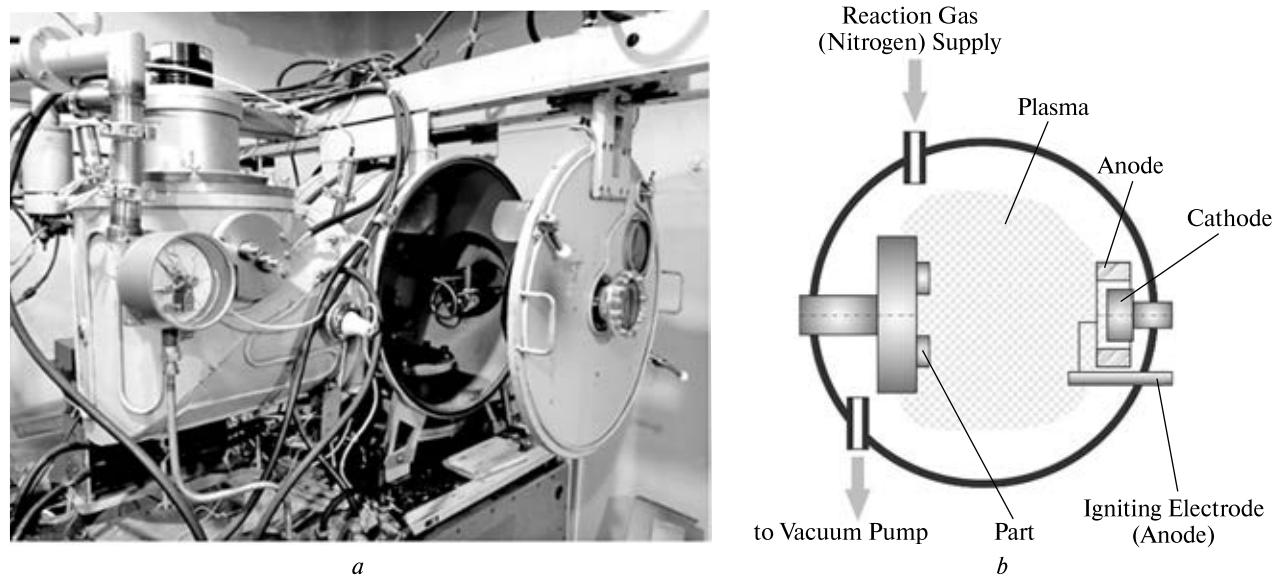 Reaction Gas
(Nitrogen) Supply
Plasma
Anode
Cathode
Igniting Electrode
(Anode)
to Vacuum Pump
Part
a
b